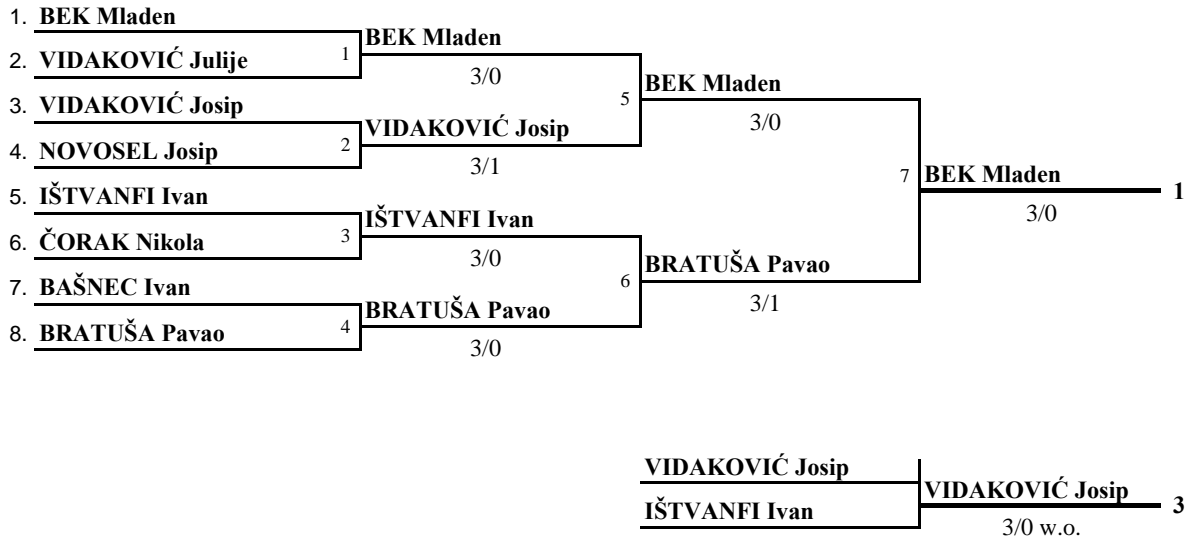 1. BEK Mladen
BEK Mladen
2. VIDAKOVIĆ Julije 1
3/0
BEK Mladen
3. VIDAKOVIĆ Josip
5
3/0
VIDAKOVIĆ Josip
4. NOVOSEL Josip 2
3/1
7 BEK Mladen 1
5. IŠTVANFI Ivan
3/0
IŠTVANFI Ivan
6. ČORAK Nikola 3
3/0
BRATUŠA Pavao
7. BAŠNEC Ivan
6
3/1
BRATUŠA Pavao
8. BRATUŠA Pavao 4
3/0
VIDAKOVIĆ Josip
VIDAKOVIĆ Josip 3
IŠTVANFI Ivan
3/0 w.o.